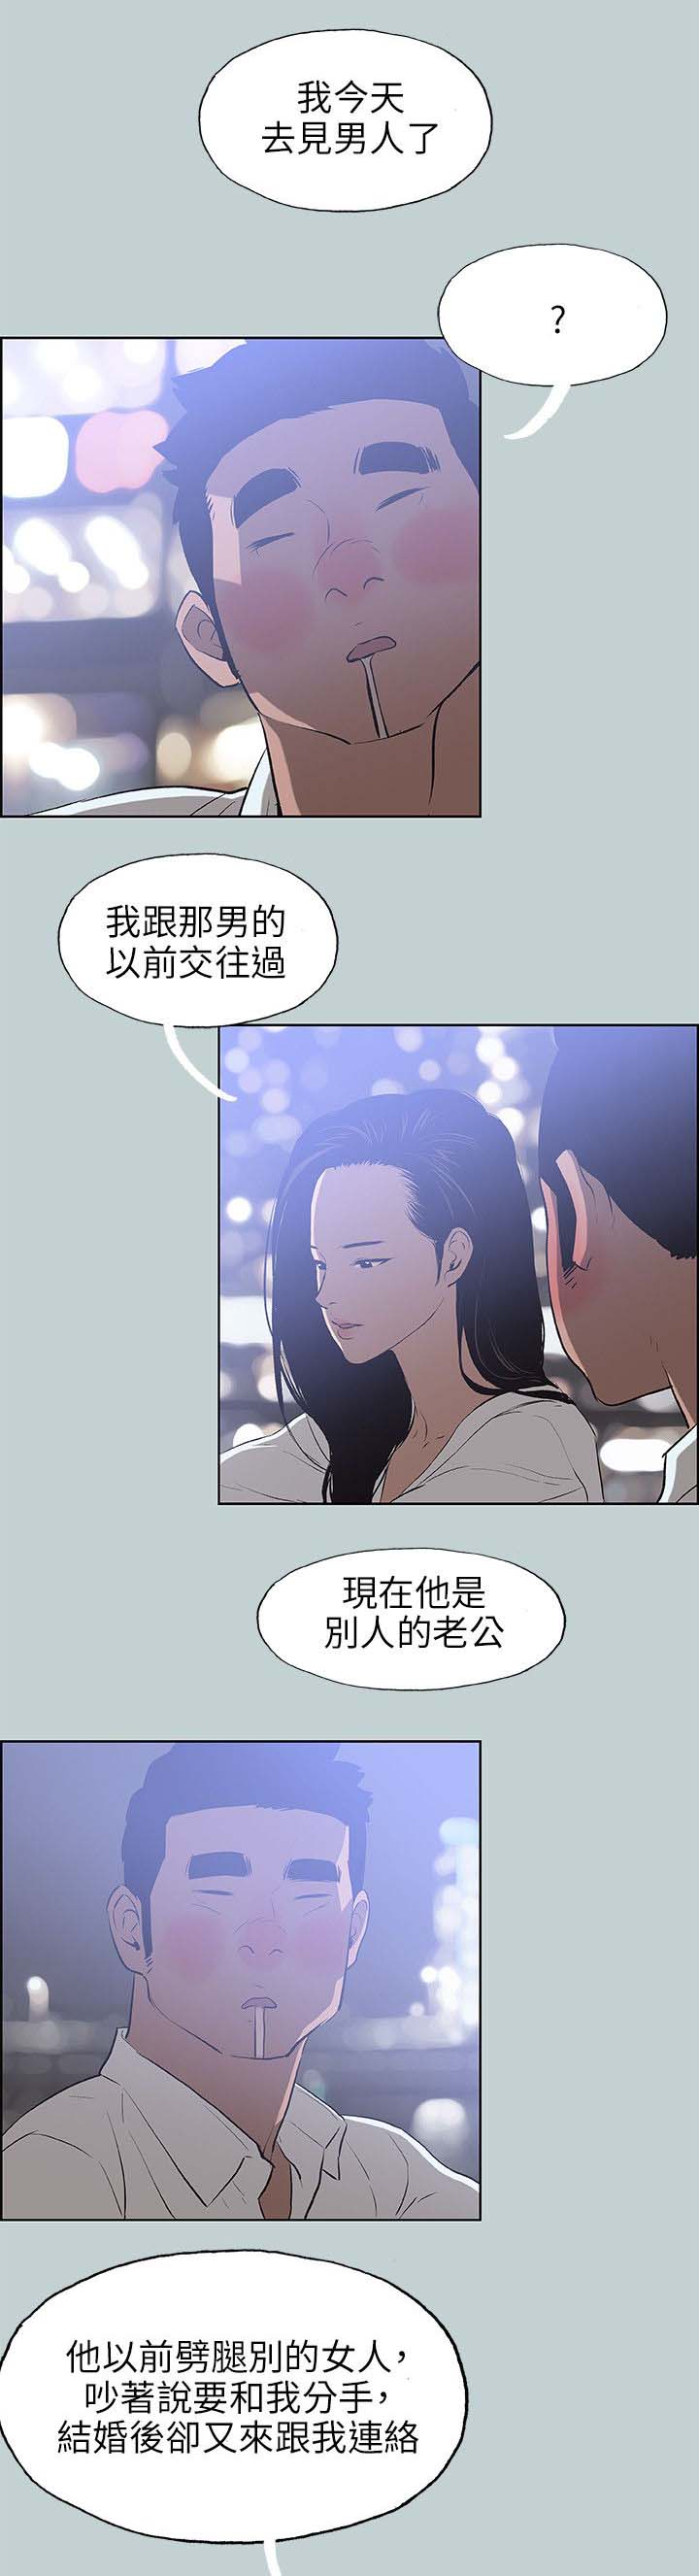 我今天
去見男人了
?
我跟那男的
以前交往過
現在他是
別人的老公
他以前劈腿別的女人，
吵著說要和我分手，
結婚後卻又來跟我連絡